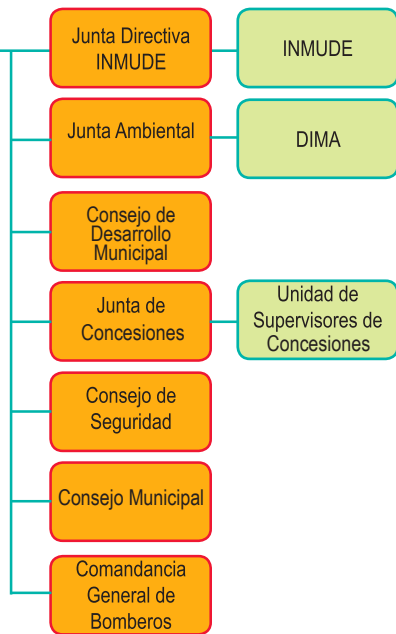 Junta Directiva
INMUDE
INMUDE
Junta Ambiental
DIMA
Consejo de
Desarrollo
Municipal
Junta de
Concesiones
Unidad de
Supervisores de
Concesiones
Consejo de
Seguridad
Consejo Municipal
Comandancia
General de
Bomberos